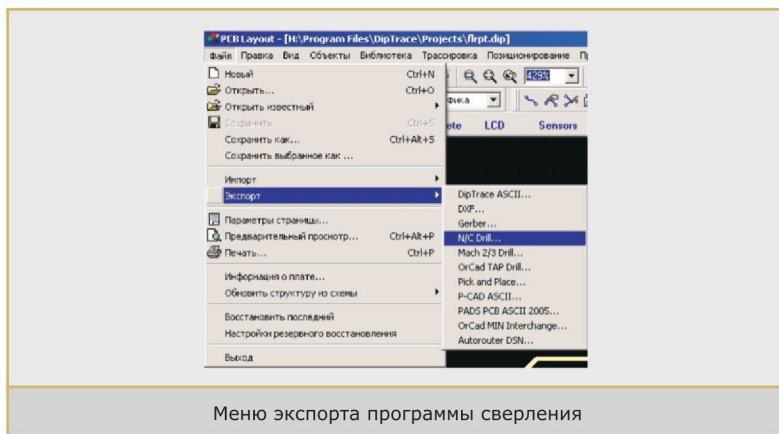 PCB Layout - [H:\Program Files\DipTrace\Projects\flrpt.dip]
Файл Правка Вид Объекты Библиотека Трассировка Позиционирование
Новый Ctrl+N
Открыть... Ctrl+O
429%
Открыть известный
фика
Сохранить Ctrl+S
ete LCD Sensors
Сохранить как... Ctrl+Alt+S
Сохранить выбранное как ...
Импорт
Экспорт
DipTrace ASCII...
DXF...
Параметры страницы...
Gerber...
Предварительный просмотр... Ctrl+Alt+P
N/C Drill...
Печать... Ctrl+P
Mach 2/3 Drill...
OrCad TAP Drill...
Информация о плате...
Pick and Place...
Обновить структуру из схемы
P-CAD ASCII...
PADS PCB ASCII 2005...
Восстановить последний
OrCad MIN Interchange...
Настройки резервного восстановления
Autorouter DSN...
Выход
Меню экспорта программы сверления